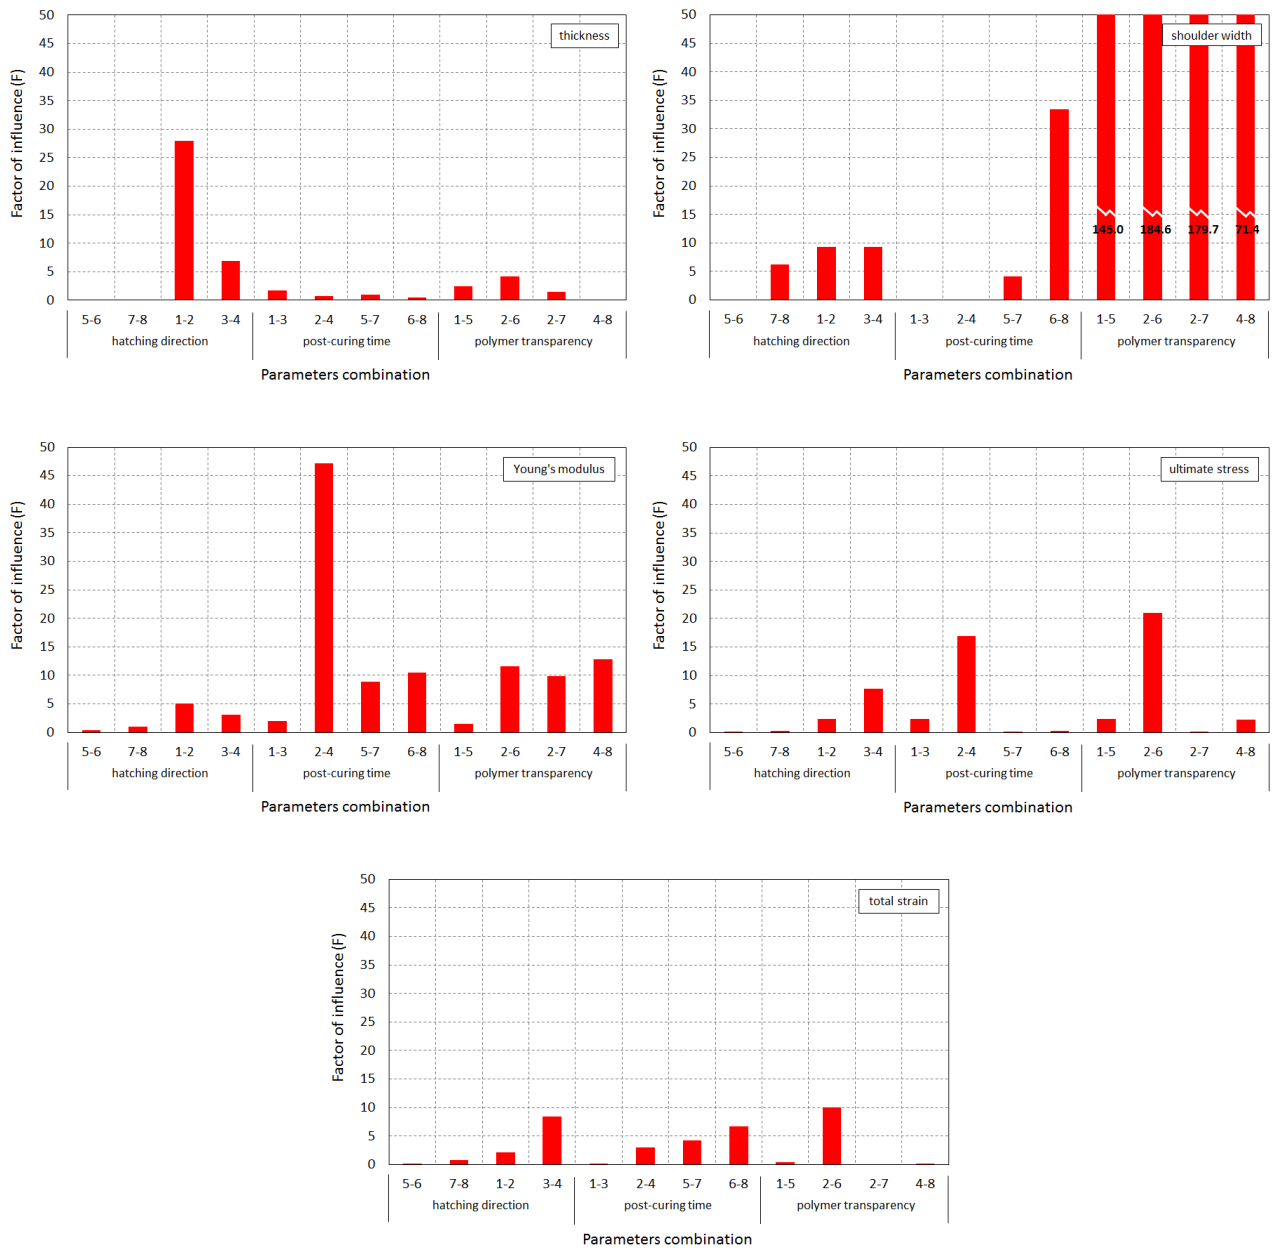 thickness
Factor of influence (F)
50
45
40
35
30
25
20
15
10
5
0
5-6 7-8 1-2 3-4 1-3 2-4 5-7 6-8 1-5 2-6 2-7 4-8
hatching direction post-curing time polymer transparency
Parameters combination
shoulder width
Factor of influence (F)
50
45
40
35
30
25
20
15
10
5
0
145.0 184.6 179.7 71.4
5-6 7-8 1-2 3-4 1-3 2-4 5-7 6-8 1-5 2-6 2-7 4-8
hatching direction post-curing time polymer transparency
Parameters combination
Young's modulus
Factor of influence (F)
50
45
40
35
30
25
20
15
10
5
0
5-6 7-8 1-2 3-4 1-3 2-4 5-7 6-8 1-5 2-6 2-7 4-8
hatching direction post-curing time polymer transparency
Parameters combination
ultimate stress
Factor of influence (F)
50
45
40
35
30
25
20
15
10
5
0
5-6 7-8 1-2 3-4 1-3 2-4 5-7 6-8 1-5 2-6 2-7 4-8
hatching direction post-curing time polymer transparency
Parameters combination
total strain
Factor of influence (F)
50
45
40
35
30
25
20
15
10
5
0
5-6 7-8 1-2 3-4 1-3 2-4 5-7 6-8 1-5 2-6 2-7 4-8
hatching direction post-curing time polymer transparency
Parameters combination